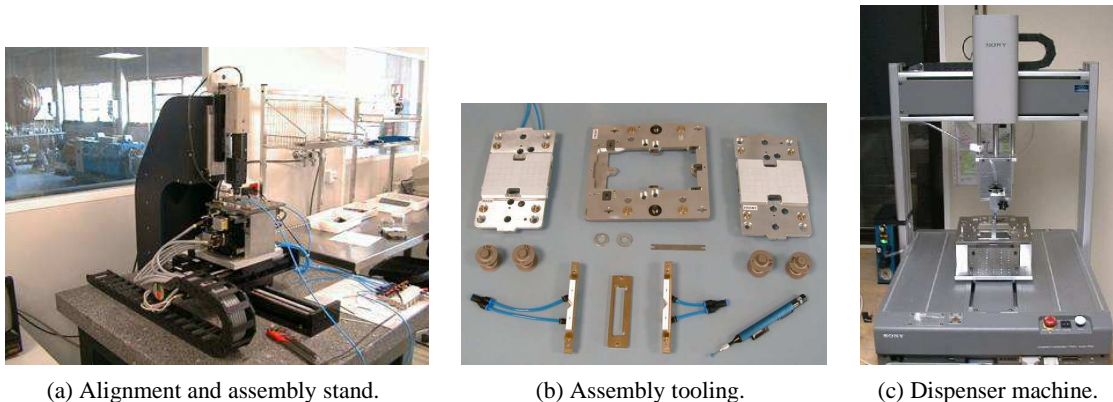 SONY
SONY
(a) Alignment and assembly stand.
(b) Assembly tooling.
(c) Dispenser machine.